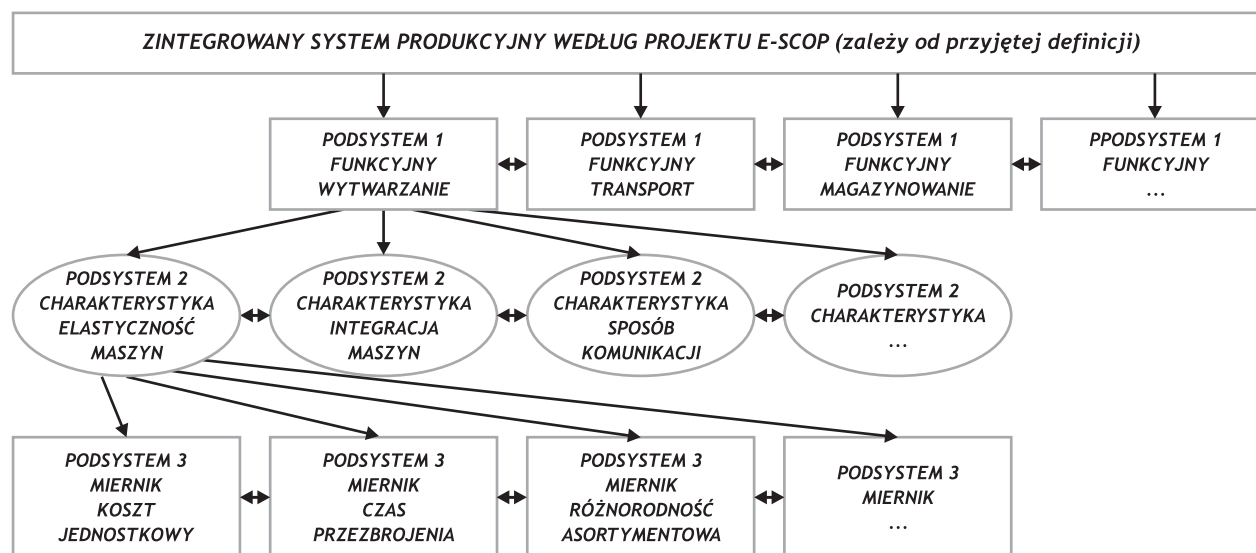 ZINTEGROWANY SYSTEM PRODUKCYJNY WEDŁUG PROJEKTU E-SCOP (zależy od przyjętej definicji)
PODSYSTEM 1
FUNKCYJNY
WYTWARZANIE
PODSYSTEM 1
FUNKCYJNY
TRANSPORT
PODSYSTEM 1
FUNKCYJNY
MAGAZYNOWANIE
PPODSYSTEM 1
FUNKCYJNY
...
PODSYSTEM 2
CHARAKTERYSTYKA
ELASTYCZNOŚĆ
MASZYN
PODSYSTEM 2
CHARAKTERYSTYKA
INTEGRACJA
MASZYN
PODSYSTEM 2
CHARAKTERYSTYKA
SPOSÓB
KOMUNIKACJI
PODSYSTEM 2
CHARAKTERYSTYKA
...
PODSYSTEM 3
MIERNIK
KOSZT
JEDNOSTKOWY
PODSYSTEM 3
MIERNIK
CZAS
PRZEZBROJENIA
PODSYSTEM 3
MIERNIK
RÓŻNORODNOŚĆ
ASORTYMENTOWA
PODSYSTEM 3
MIERNIK
...